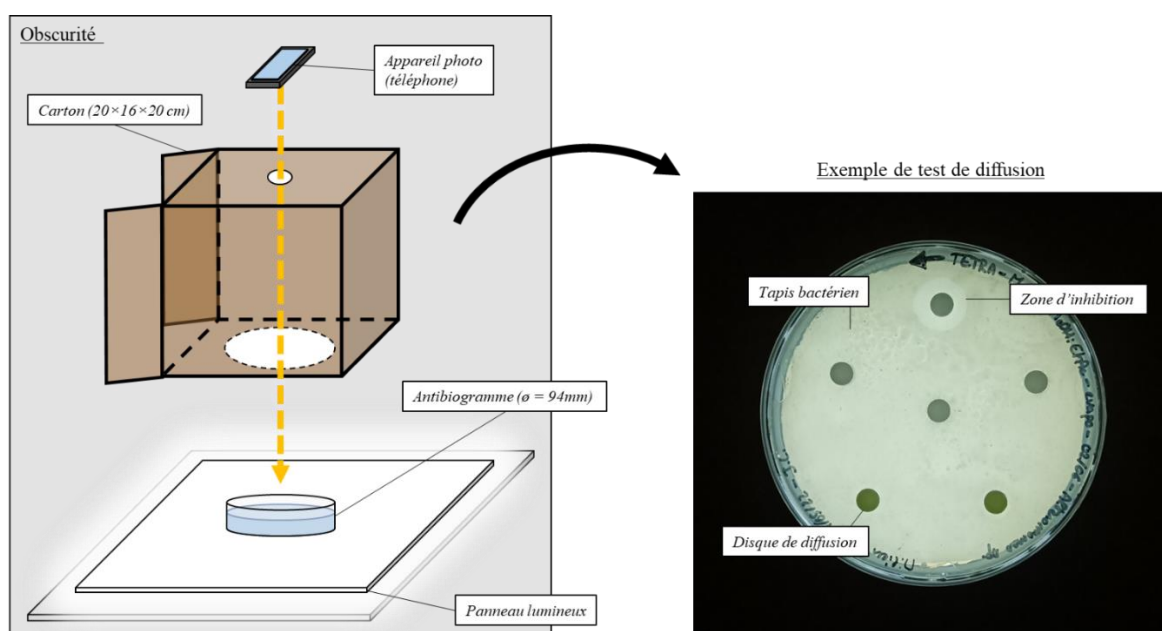 Obscurité
Appareil photo
(téléphone)
Carton (20×16×20 cm)
Antibiogramme (ø = 94mm)
Panneau lumineux
Exemple de test de diffusion
TETRA - M
Tapis bactérien
Zone d'inhibition
Disque de diffusion